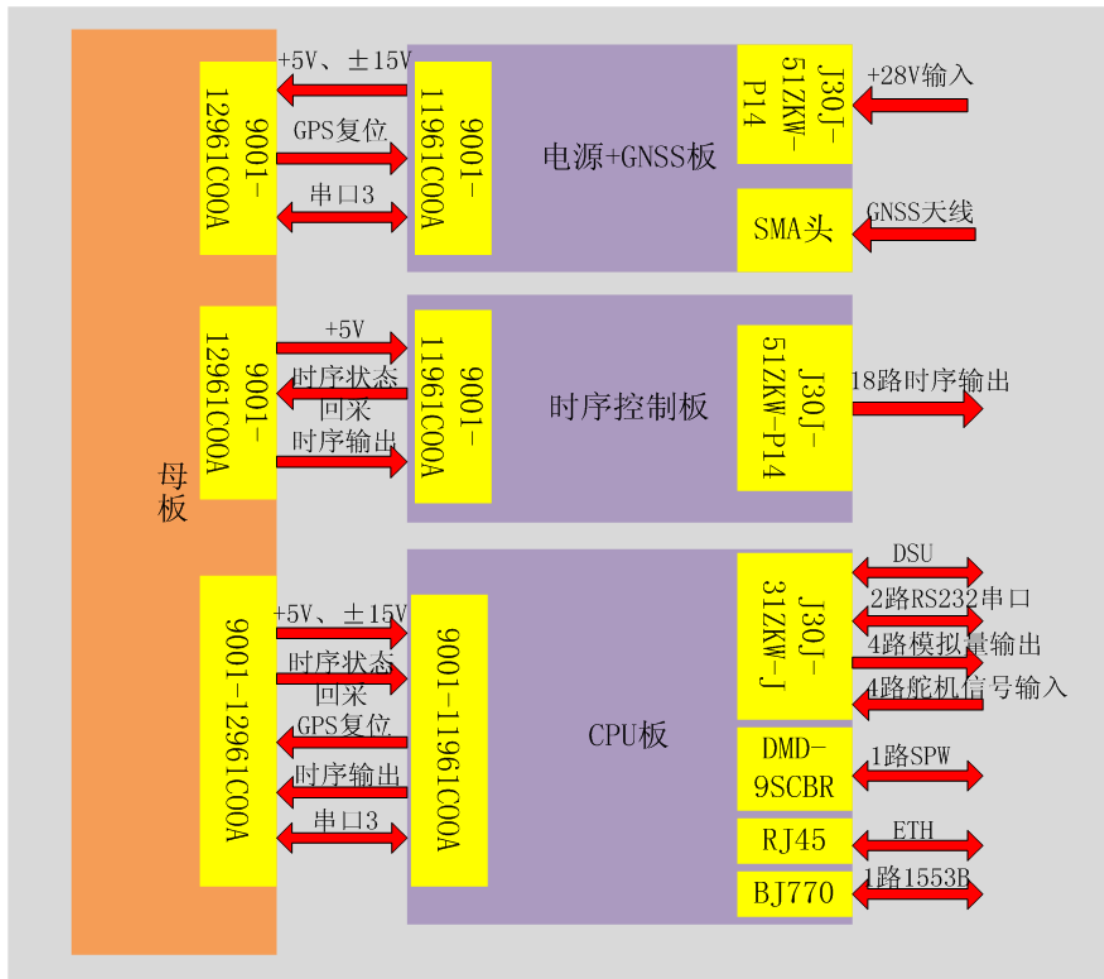 母
板
9001-
12961C00A
+5V、±15V
GPS复位
串口3
9001-
11961C00A
电源+GNSS板
J30J-
51ZKW-
P14
+28V输入
SMA头
GNSS天线
9001-
12961C00A
+5V
时序状态
回采
时序输出
9001-
11961C00A
时序控制板
J30J-
51ZKW-P14
18路时序输出
9001-12961C00A
+5V、±15V
时序状态
回采
GPS复位
时序输出
串口3
9001-11961C00A
CPU板
J30J-
31ZKW-J
DSU
2路RS232串口
4路模拟量输出
4路舵机信号输入
DMD-
9SCBR
1路SPW
RJ45
ETH
BJ770
1路1553B